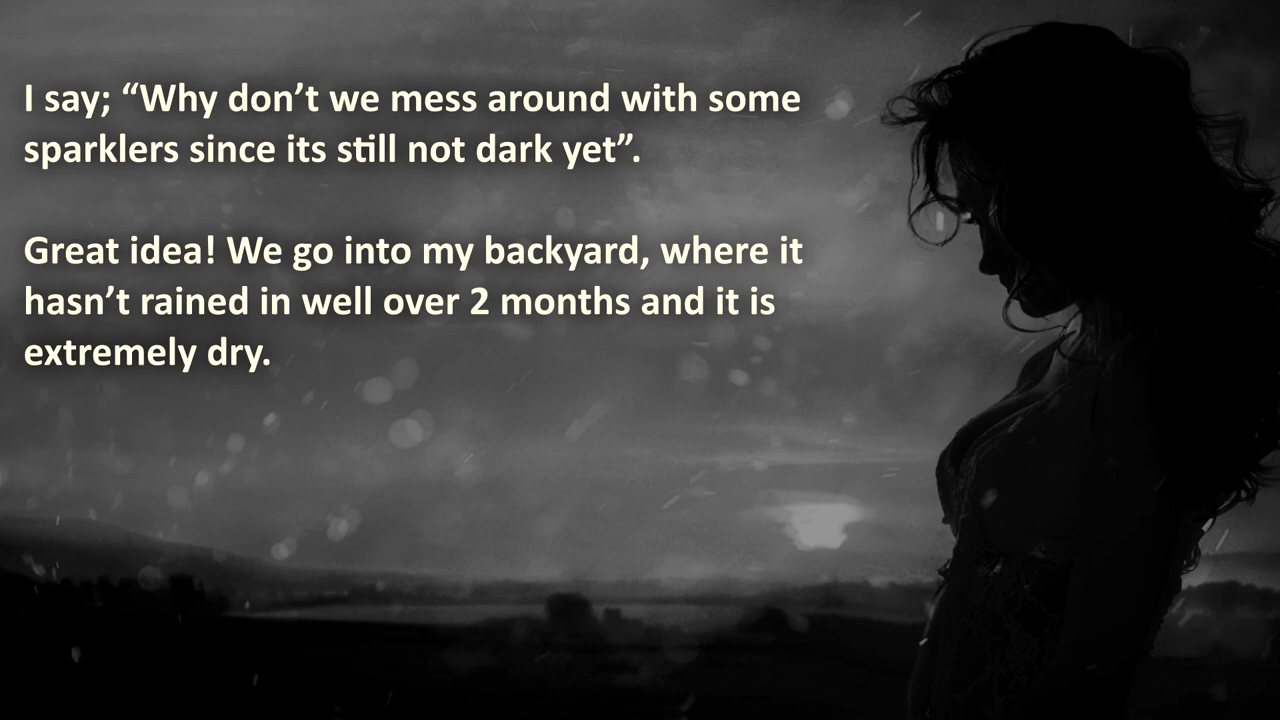 I say; “Why don’t we mess around with some
sparklers since its still not dark yet”.
Great idea! We go into my backyard, where it
hasn’t rained in well over 2 months and it is
extremely dry.